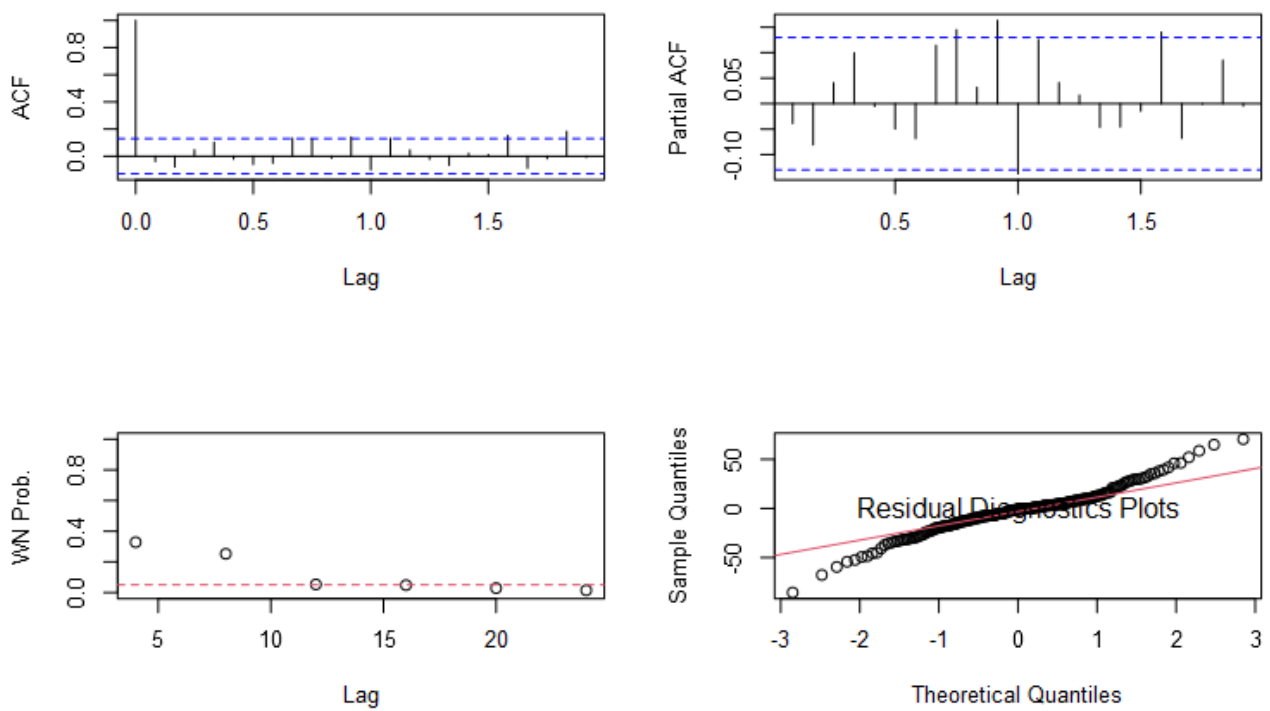 ACF
0.0 0.4 0.8
0.0 0.5 1.0 1.5
Lag
Partial ACF
-0.10 0.05
0.5 1.0 1.5
Lag
WN Prob.
0.0 0.4 0.8
5 10 15 20
Lag
Sample Quantiles
-50 0 50
Residual Diagnostics Plots
-3 -2 -1 0 1 2 3
Theoretical Quantiles